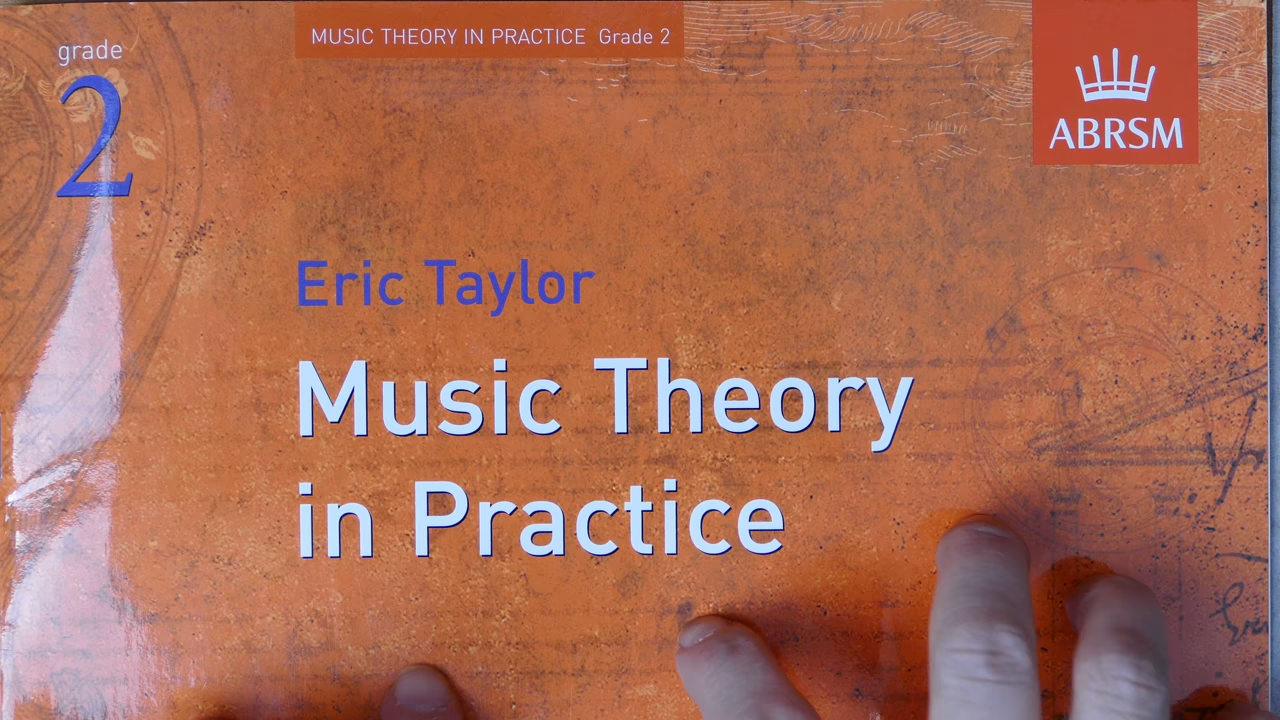 grade
2
MUSIC THEORY IN PRACTICE Grade 2
ABRSM
Eric Taylor
Music Theory
in Practice